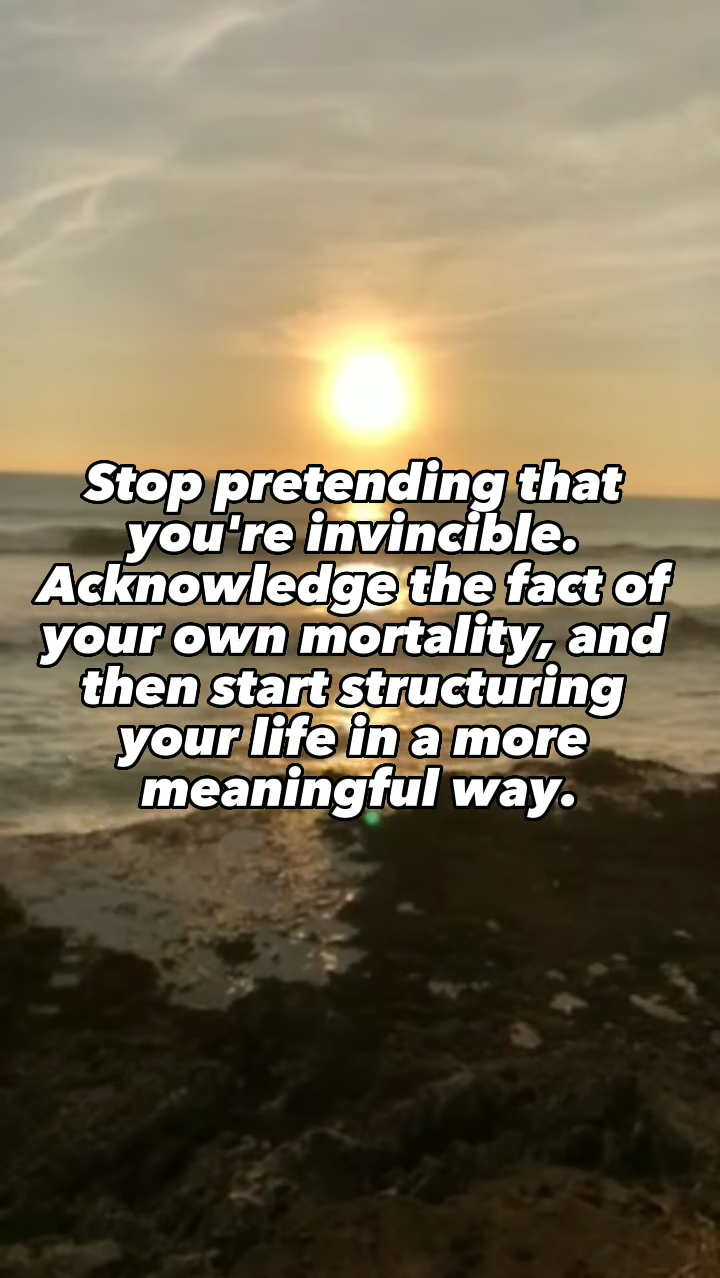 Stop pretending that
you're invincible.
Acknowledge the fact of
your own mortality, and
then start structuring
your life in a more
meaningful way.